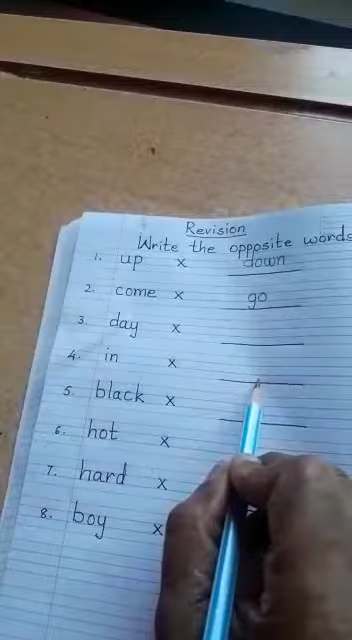 Revision
Write the opposite words
1. up x down
2. come x go
3. day x
4. in x
5. black x
6. hot x
7. hard x
8. boy x